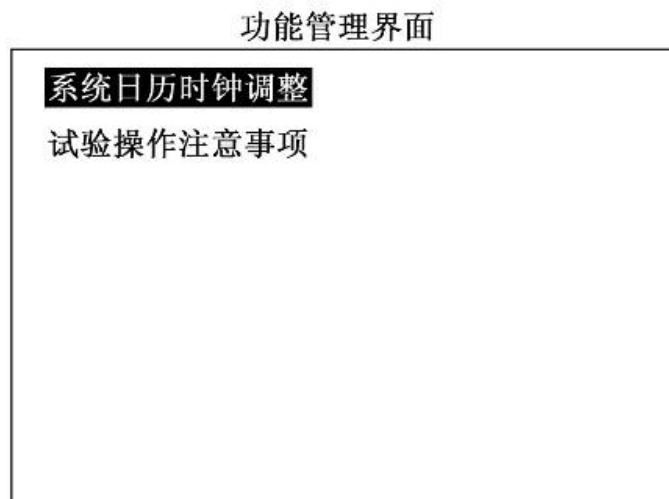 功能管理界面
系统日历时钟调整
试验操作注意事项